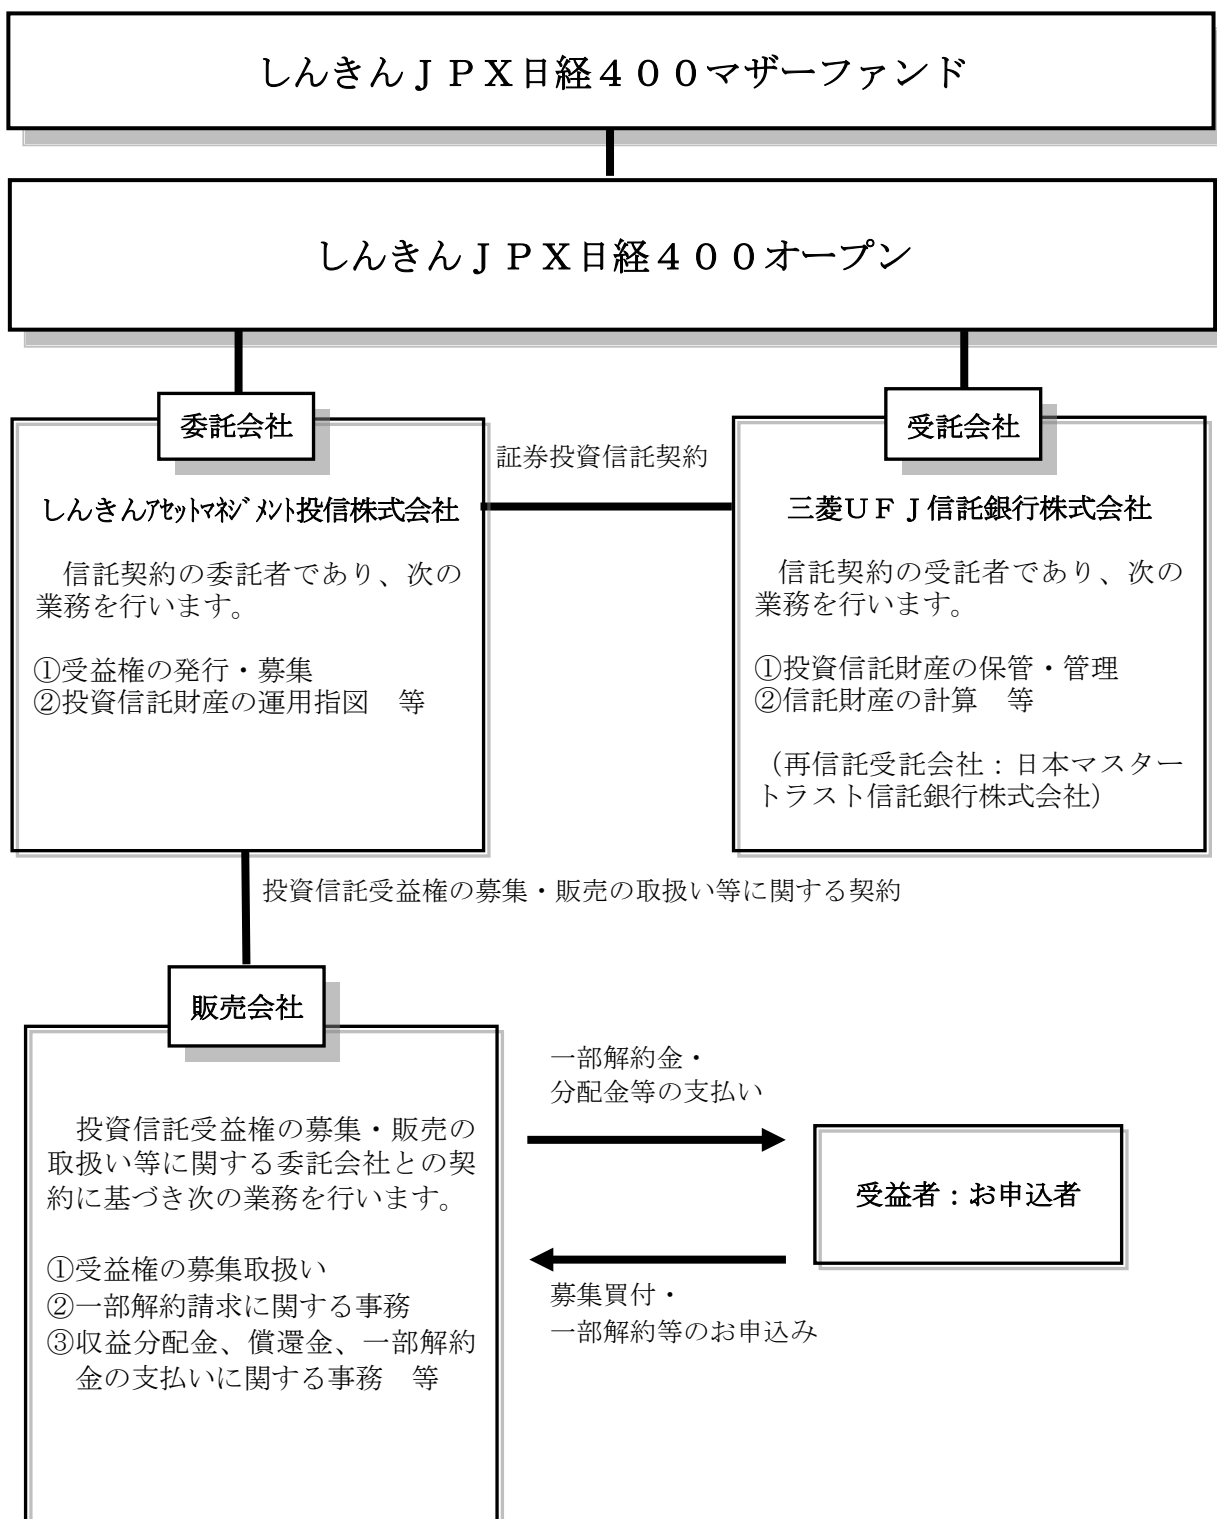 しんきんＪＰＸ日経４００マザーファンド
しんきんＪＰＸ日経４００オープン
委託会社
しんきんｱｾｯﾄﾏﾈｼﾞﾒﾝﾄ投信株式会社
信託契約の委託者であり、次の
業務を行います。
①受益権の発行・募集
②投資信託財産の運用指図　等
証券投資信託契約
受託会社
三菱ＵＦＪ信託銀行株式会社
信託契約の受託者であり、次の
業務を行います。
①投資信託財産の保管・管理
②信託財産の計算　等
（再信託受託会社：日本マスター
トラスト信託銀行株式会社）
投資信託受益権の募集・販売の取扱い等に関する契約
販売会社
投資信託受益権の募集・販売の
取扱い等に関する委託会社との契
約に基づき次の業務を行います。
①受益権の募集取扱い
②一部解約請求に関する事務
③収益分配金、償還金、一部解約
金の支払いに関する事務　等
一部解約金・
分配金等の支払い
受益者：お申込者
募集買付・
一部解約等のお申込み